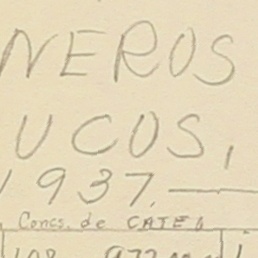 NEROS
UCOS,
1937.—
Concs. de CATEO